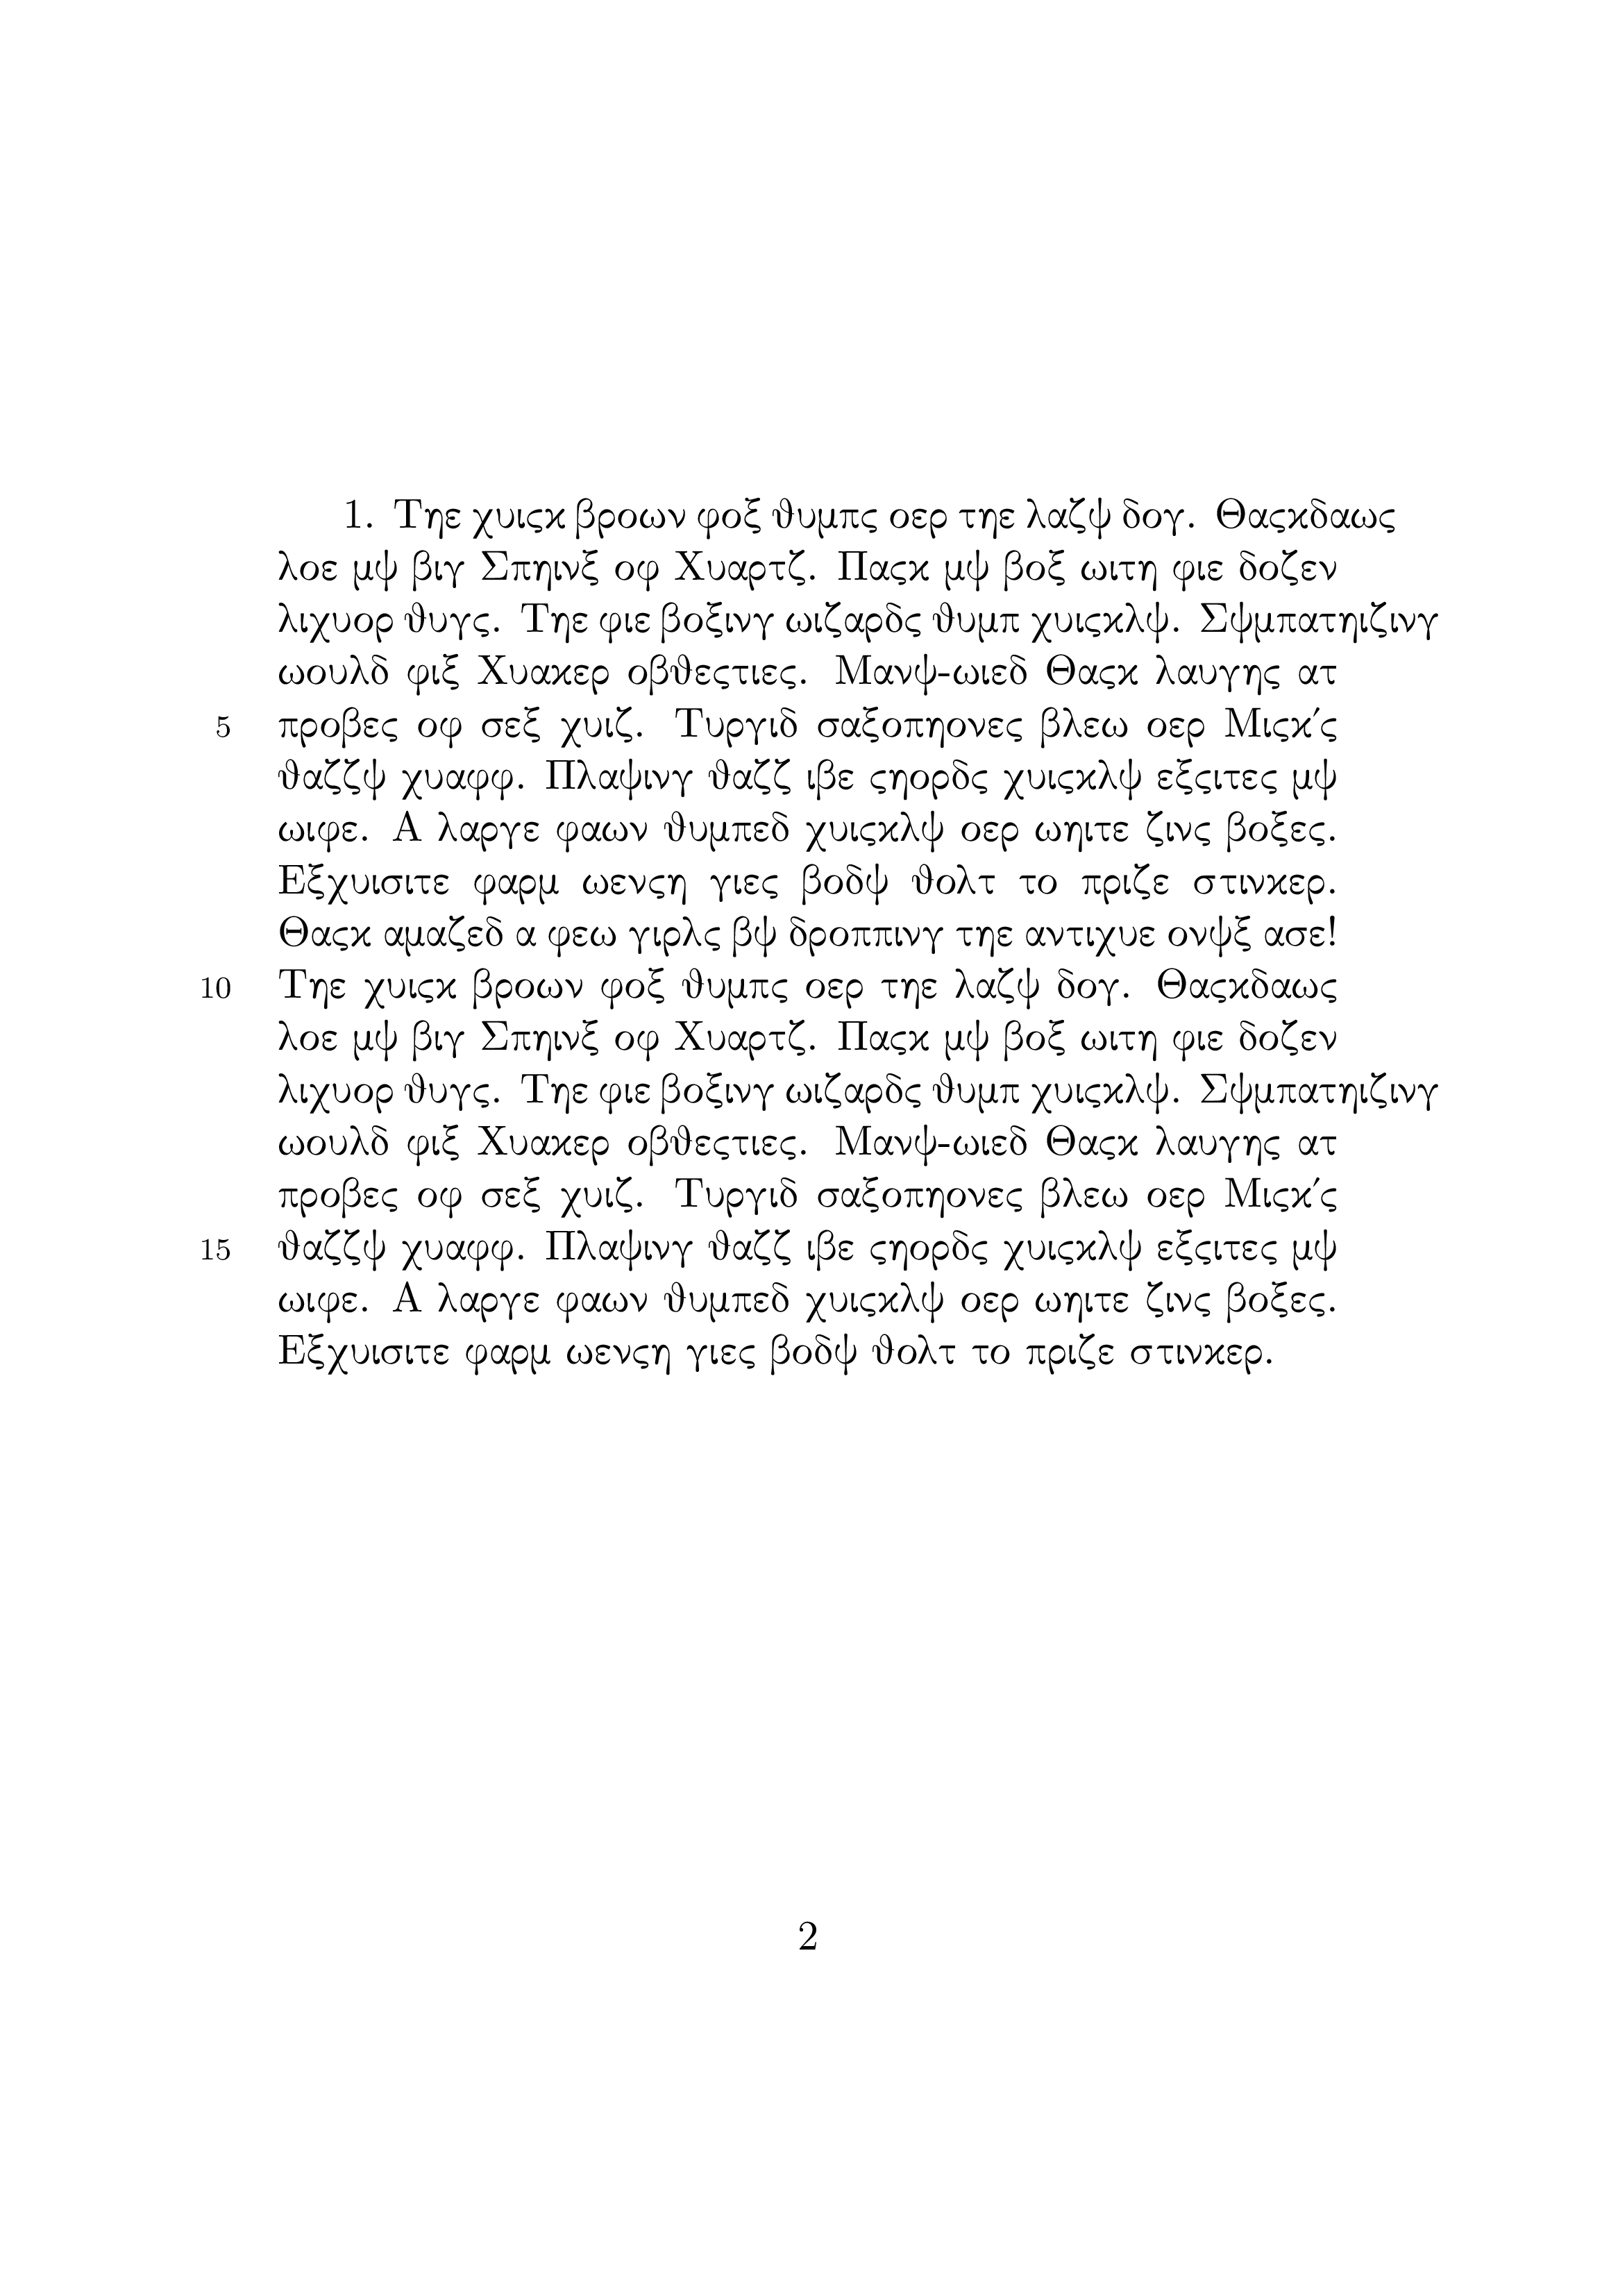 1. Τηε χυιςκ βροων φοξ ϑυμπς οερ τηε λαζψ δογ. Θαςκδαως
λοε μψ βιγ Σπηινξ οφ Χυαρτζ. Παςκ μψ βοξ ωιτη φιε δοζεν
λιχυορ ϑυγς. Τηε φιε βοξινγ ωιζαρδς ϑυμπ χυιςκλψ. Σψμπατηιζινγ
ωουλδ φιξ Χυακερ οβϑεςτιες. Μανψ-ωιεδ Θαςκ λαυγης ατ
5 προβες οφ σεξ χυιζ. Τυργιδ σαξοπηονες βλεω οερ Μιςκ’ς
ϑαζζψ χυαφφ. Πλαψινγ ϑαζζ ιβε ςηορδς χυιςκλψ εξςιτες μψ
ωιφε. Α λαργε φαων ϑυμπεδ χυιςκλψ οερ ωηιτε ζινς βοξες.
Εξχυισιτε φαρμ ωενςη γιες βοδψ ϑολτ το πριζε στινκερ.
Θαςκ αμαζεδ α φεω γιρλς βψ δροππινγ τηε αντιχυε ονψξ ασε!
10 Τηε χυιςκ βροων φοξ ϑυμπς οερ τηε λαζψ δογ. Θαςκδαως
λοε μψ βιγ Σπηινξ οφ Χυαρτζ. Παςκ μψ βοξ ωιτη φιε δοζεν
λιχυορ ϑυγς. Τηε φιε βοξινγ ωιζαρδς ϑυμπ χυιςκλψ. Σψμπατηιζινγ
ωουλδ φιξ Χυακερ οβϑεςτιες. Μανψ-ωιεδ Θαςκ λαυγης ατ
προβες οφ σεξ χυιζ. Τυργιδ σαξοπηονες βλεω οερ Μιςκ’ς
15 ϑαζζψ χυαφφ. Πλαψινγ ϑαζζ ιβε ςηορδς χυιςκλψ εξςιτες μψ
ωιφε. Α λαργε φαων ϑυμπεδ χυιςκλψ οερ ωηιτε ζινς βοξες.
Εξχυισιτε φαρμ ωενςη γιες βοδψ ϑολτ το πριζε στινκερ.
2